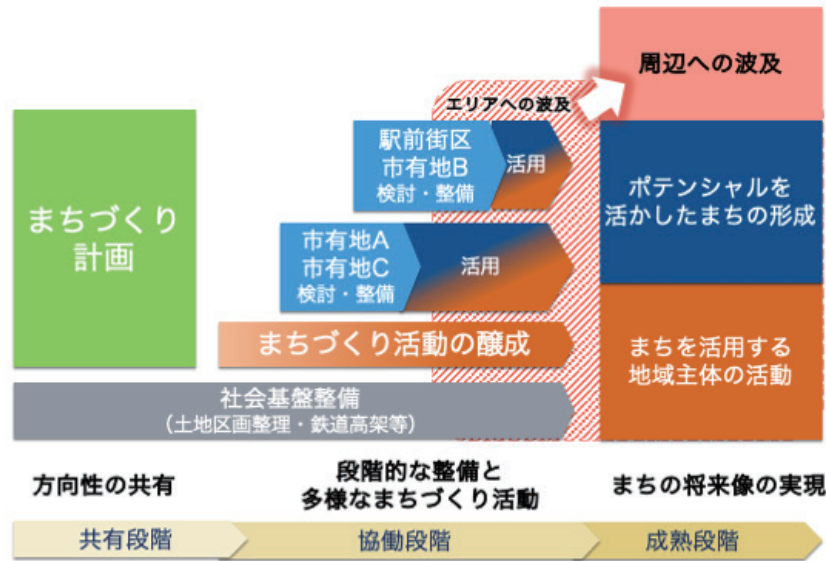 周辺への波及
エリアへの波及
まちづくり
計画
駅前街区
市有地B
検討・整備
活用
ポテンシャルを
活かしたまちの形成
市有地A
市有地C
検討・整備
活用
まちづくり活動の醸成
まちを活用する
地域主体の活動
社会基盤整備
（土地区画整理・鉄道高架等）
方向性の共有
段階的な整備と
多様なまちづくり活動
まちの将来像の実現
共有段階
協働段階
成熟段階